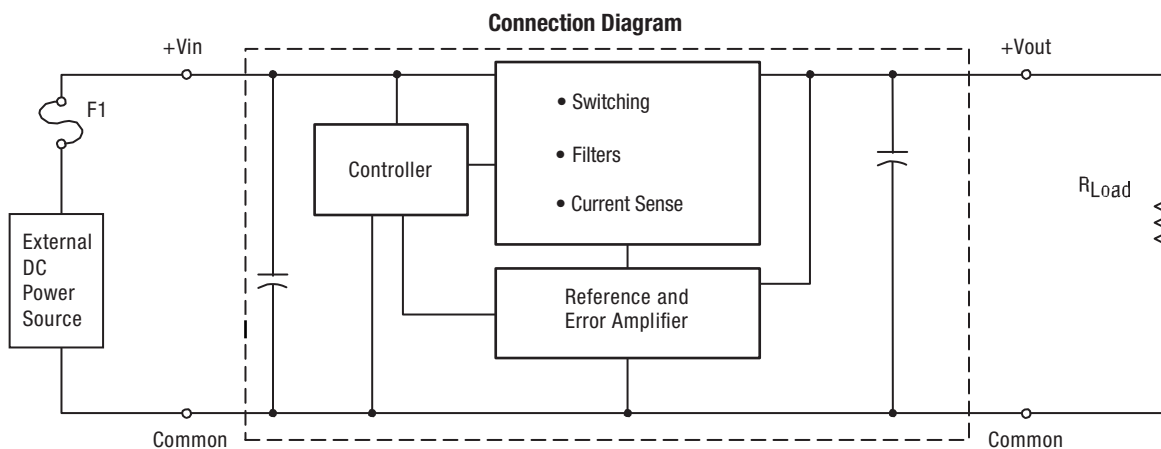 Connection Diagram
+Vin
+Vout
F1
• Switching
• Filters
• Current Sense
Controller
RLoad
External
DC
Power
Source
Reference and
Error Amplifier
Common
Common